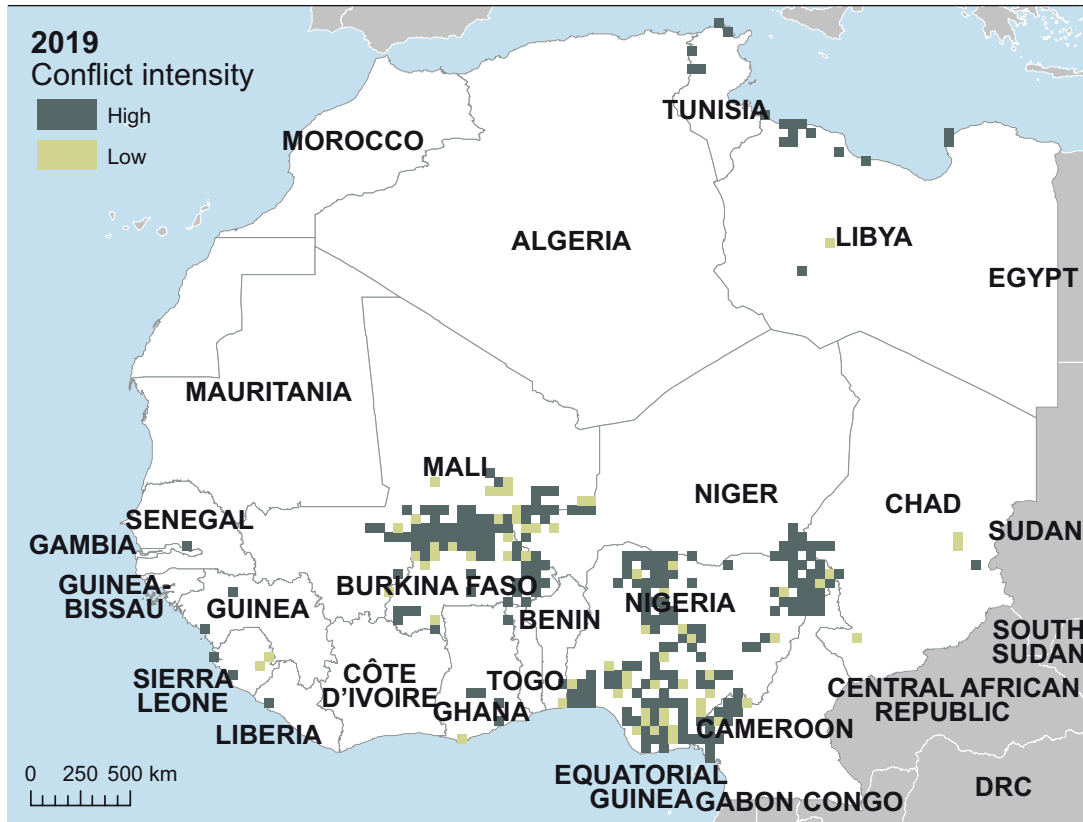 2019
Conflict intensity
High
Low
TUNISIA
MOROCCO
ALGERIA
LIBYA
EGYPT
MAURITANIA
MALI
NIGER
CHAD
SENEGAL
SUDAN
GAMBIA
GUINEA-
BISSAU
GUINEA
BURKINA FASO
BENIN
NIGERIA
SOUTH
SUDAN
SIERRA
LEONE
CÔTE
D'IVOIRE
TOGO
GHANA
CENTRAL AFRICAN
REPUBLIC
LIBERIA
CAMEROON
EQUATORIAL
GUINEA
GABON
CONGO
DRC
0 250 500 km